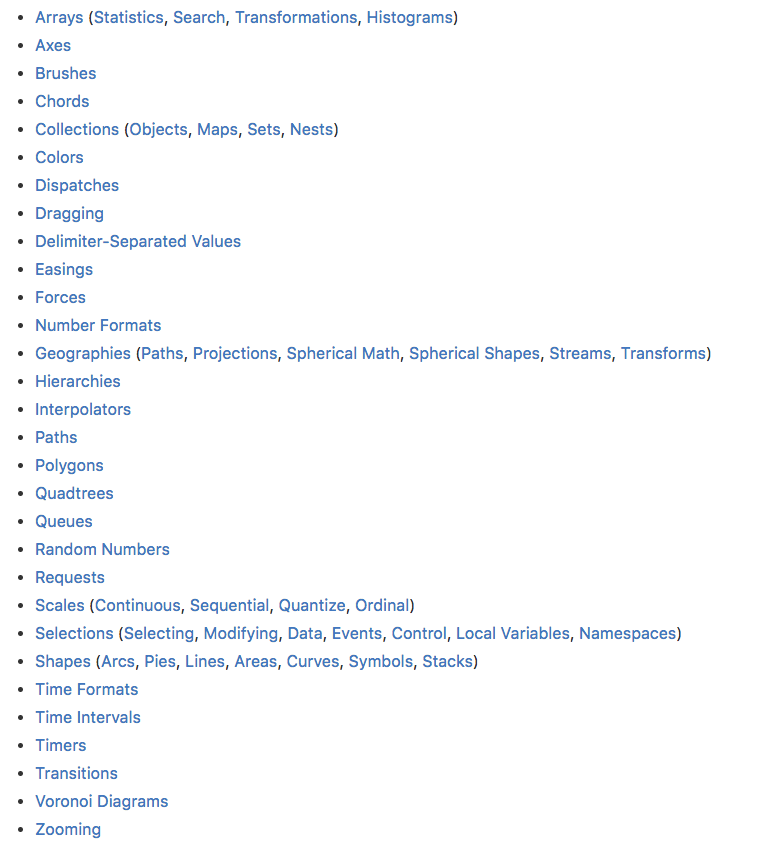 Arrays (Statistics, Search, Transformations, Histograms)
Axes
Brushes
Chords
Collections (Objects, Maps, Sets, Nests)
Colors
Dispatches
Dragging
Delimiter-Separated Values
Easings
Forces
Number Formats
Geographies (Paths, Projections, Spherical Math, Spherical Shapes, Streams, Transforms)
Hierarchies
Interpolators
Paths
Polygons
Quadtrees
Queues
Random Numbers
Requests
Scales (Continuous, Sequential, Quantize, Ordinal)
Selections (Selecting, Modifying, Data, Events, Control, Local Variables, Namespaces)
Shapes (Arcs, Pies, Lines, Areas, Curves, Symbols, Stacks)
Time Formats
Time Intervals
Timers
Transitions
Voronoi Diagrams
Zooming